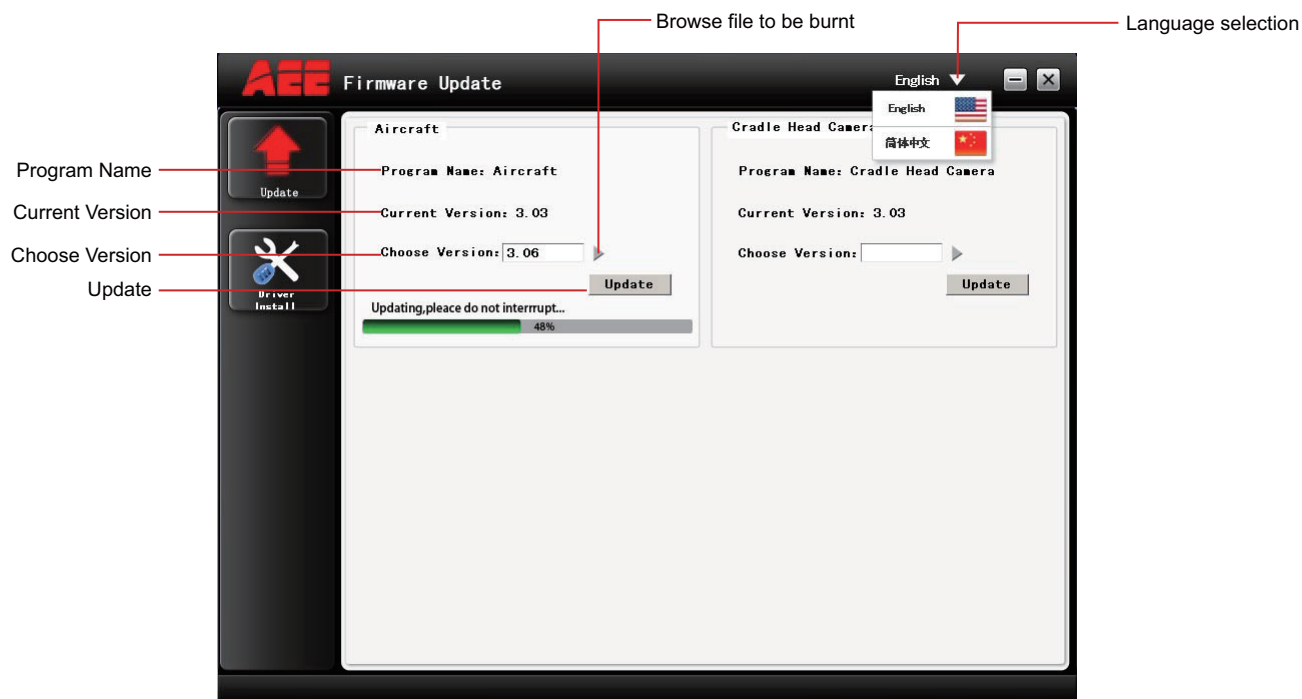 Browse file to be burnt
Language selection
AEE Firmware Update
English
English
简体中文
Update
Driver
Install
Program Name
Current Version
Choose Version
Update
Aircraft
Program Name: Aircraft
Current Version: 3.03
Choose Version: 3.06
Update
Updating,pleace do not interrrupt...
48%
Cradle Head Camera
Program Name: Cradle Head Camera
Current Version: 3.03
Choose Version:
Update